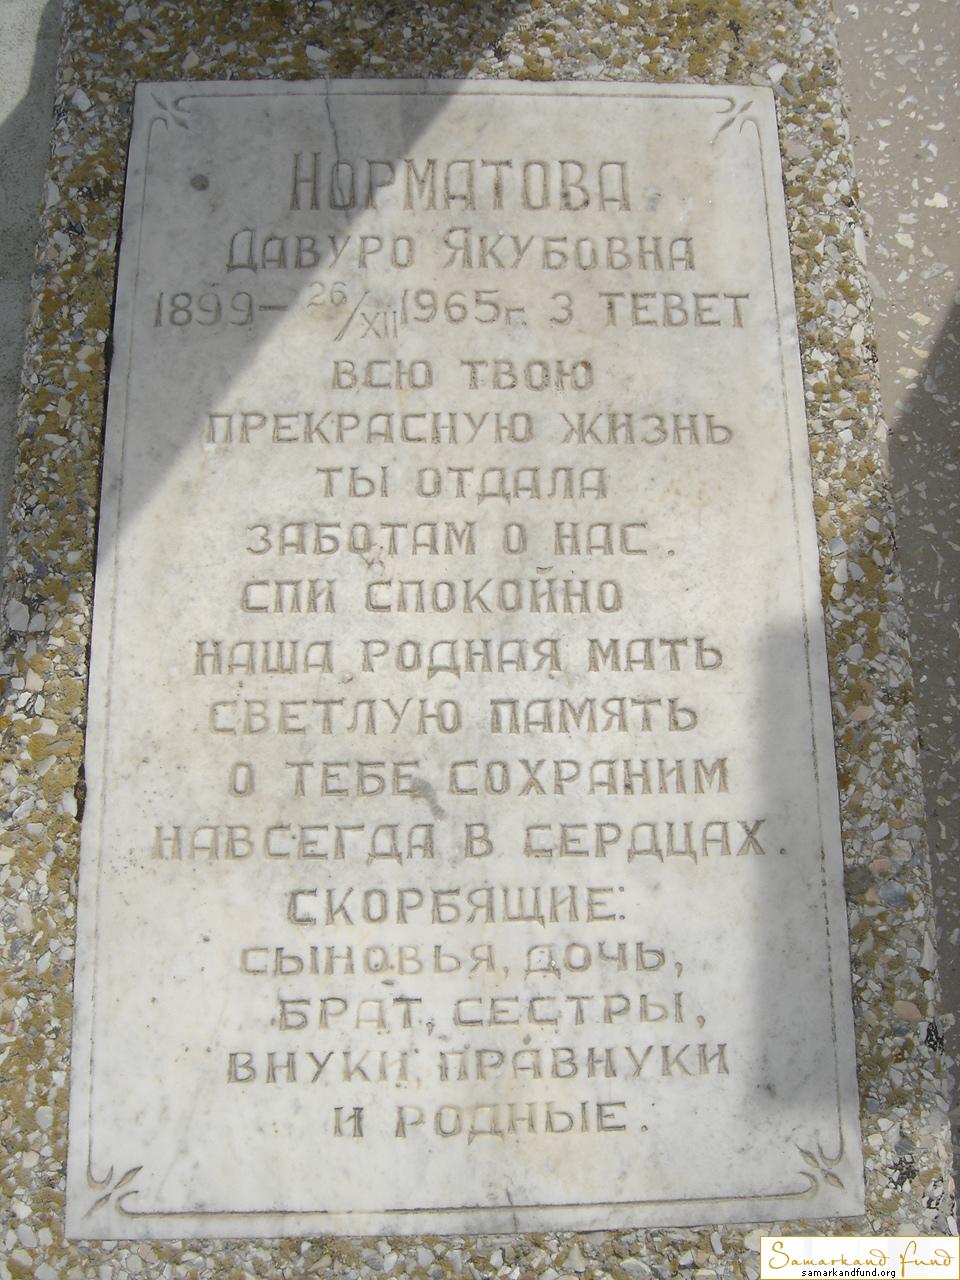 НОРМАТОВА
ДАВУРО ЯКУБОВНА
1899 — 26/XII 1965г. 3 ТЕВЕТ
ВСЮ ТВОЮ
ПРЕКРАСНУЮ ЖИЗНЬ
ТЫ ОТДАЛА
ЗАБОТАМ О НАС.
СПИ СПОКОЙНО
НАША РОДНАЯ МАТЬ
СВЕТЛУЮ ПАМЯТЬ
О ТЕБЕ СОХРАНИМ
НАВСЕГДА В СЕРДЦАХ.
СКОРБЯЩИЕ:
СЫНОВЬЯ, ДОЧЬ,
БРАТ, СЕСТРЫ,
ВНУКИ, ПРАВНУКИ
И РОДНЫЕ.
Samarkand Fund
samarkandfund.org